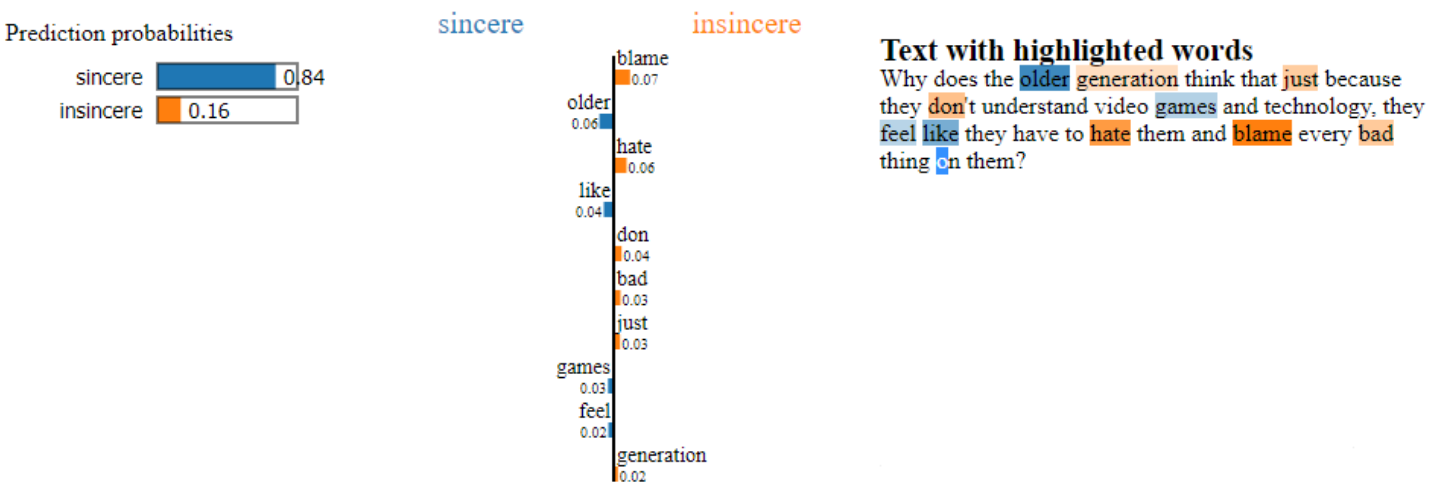 Prediction probabilities
sincere 0.84
insincere 0.16
sincere insincere
blame
0.07
older
0.06
hate
0.06
like
0.04
don
0.04
bad
0.03
just
0.03
games
0.03
feel
0.02
generation
0.02
Text with highlighted words
Why does the older generation think that just because
they don't understand video games and technology, they
feel like they have to hate them and blame every bad
thing on them?